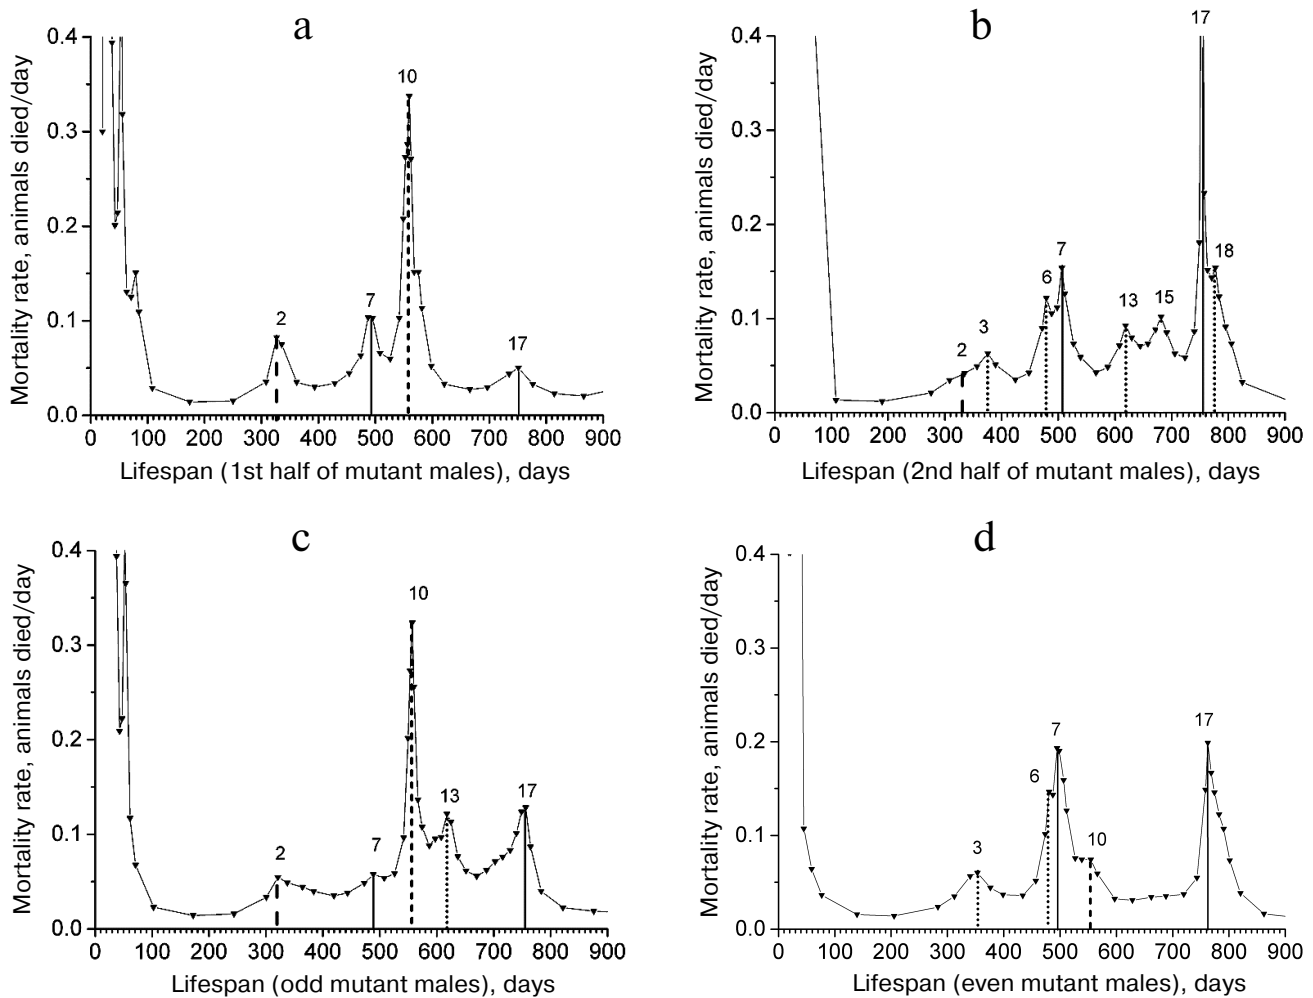 a
Mortality rate, animals died/day
0.4
0.3
0.2
0.1
0.0
2
7
10
17
0 100 200 300 400 500 600 700 800 900
Lifespan (1st half of mutant males), days
b
Mortality rate, animals died/day
0.4
0.3
0.2
0.1
0.0
2
3
6
7
13
15
17
18
0 100 200 300 400 500 600 700 800 900
Lifespan (2nd half of mutant males), days
c
Mortality rate, animals died/day
0.4
0.3
0.2
0.1
0.0
2
7
10
13
17
0 100 200 300 400 500 600 700 800 900
Lifespan (odd mutant males), days
d
Mortality rate, animals died/day
0.4
0.3
0.2
0.1
0.0
3
6
7
10
17
0 100 200 300 400 500 600 700 800 900
Lifespan (even mutant males), days